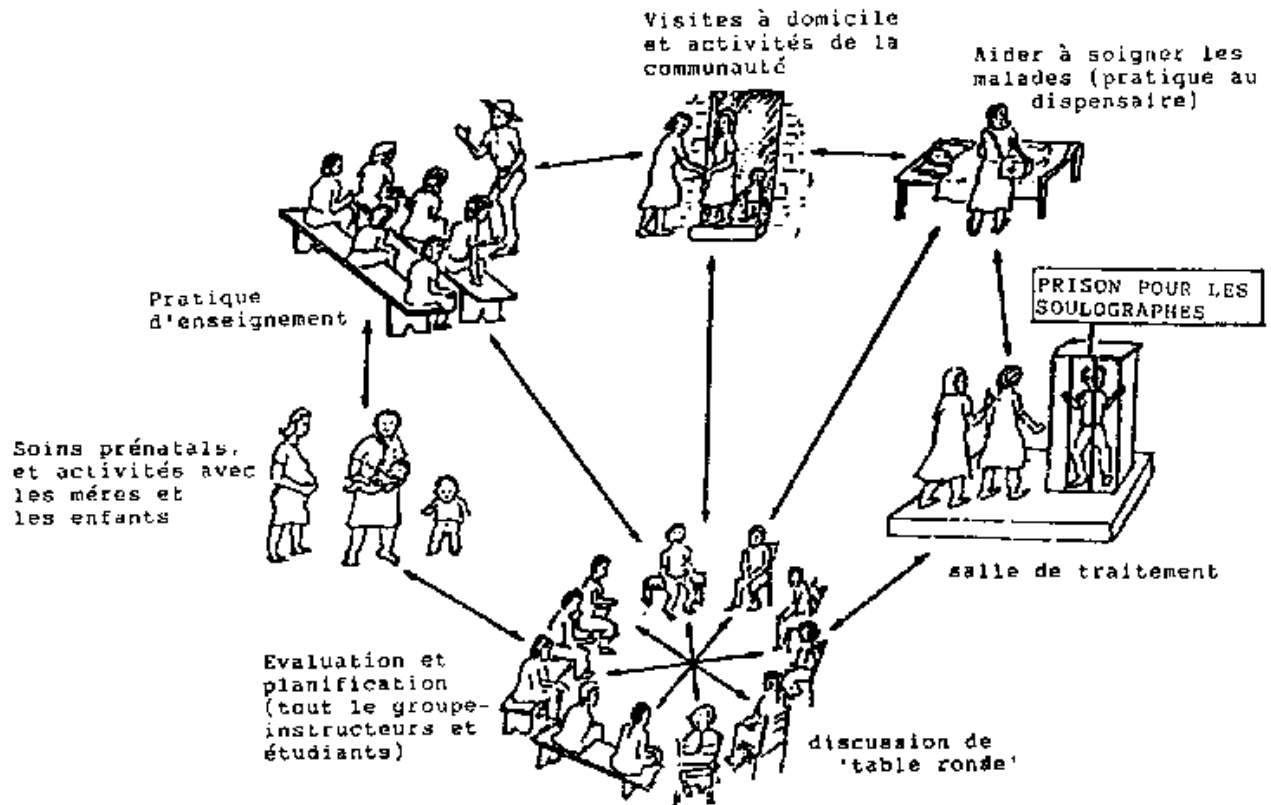 Visites à domicile
et activités de la
communauté
Aider à soigner les
malades (pratique au
dispensaire)
Pratique
d'enseignement
PRISON POUR LES
SOULOGRAPHES
Soins prénatals,
et activités avec
les méres et
les enfants
salle de traitement
Evaluation et
planification
(tout le groupe-
instructeurs et
étudiants)
discussion de
'table ronde'